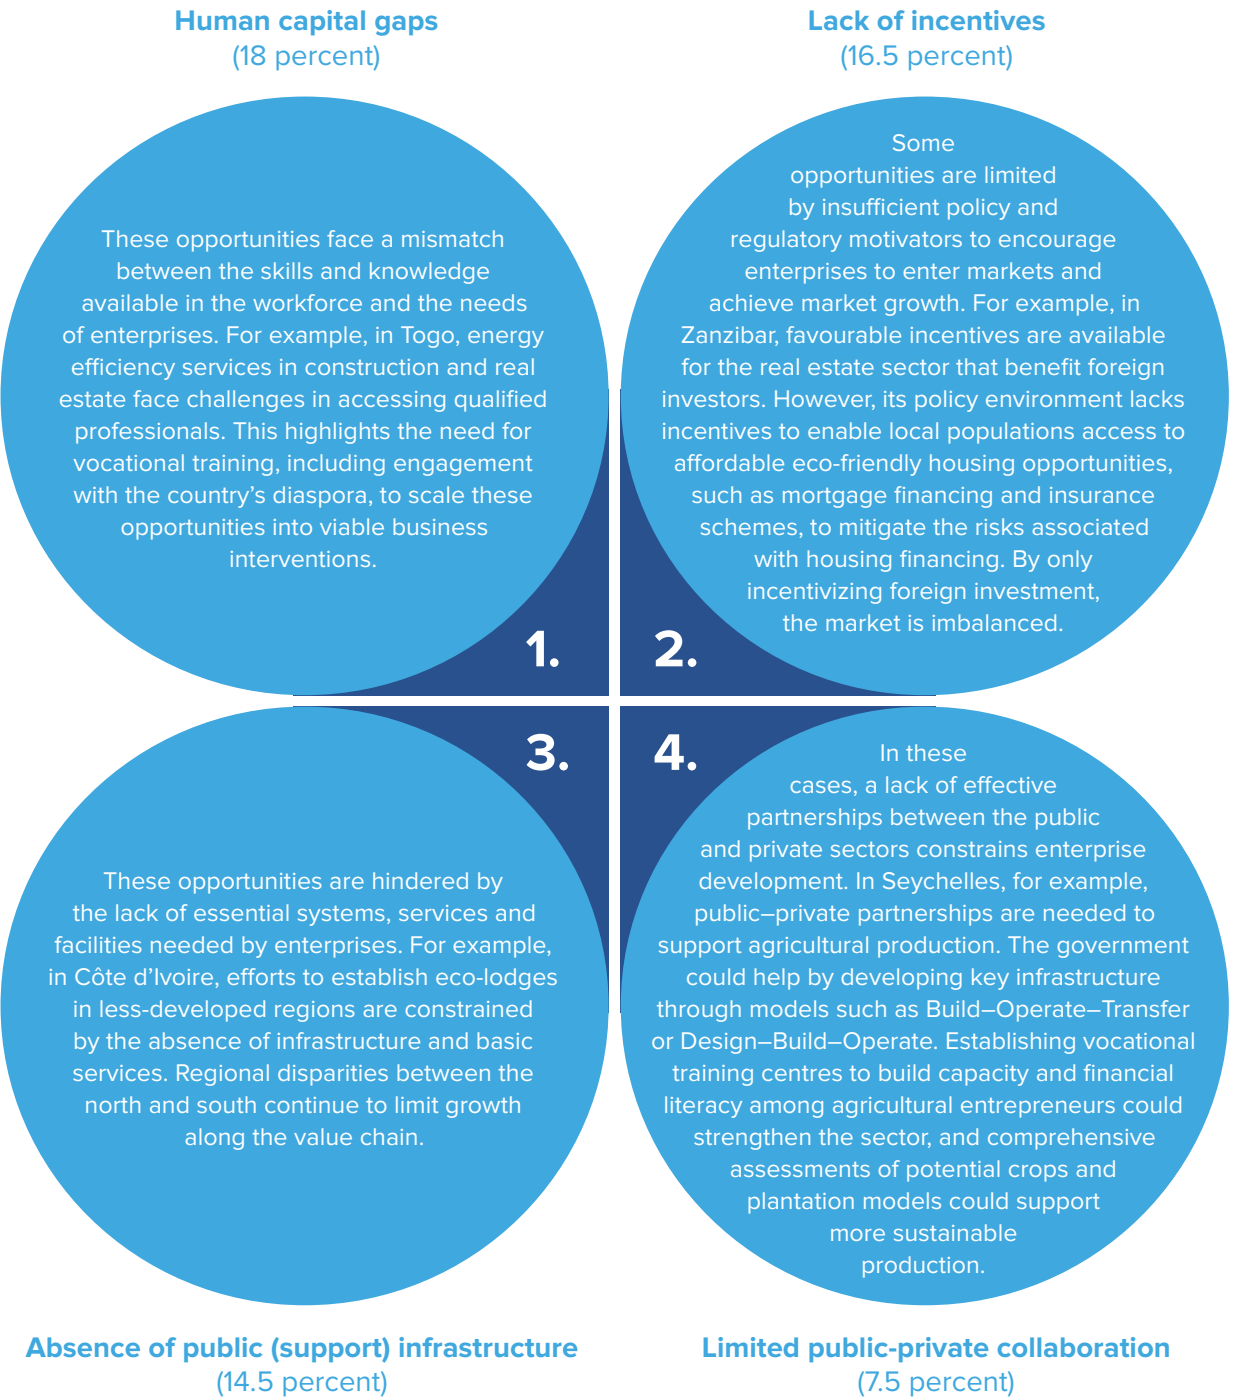 Human capital gaps
(18 percent)
These opportunities face a mismatch
between the skills and knowledge
available in the workforce and the needs
of enterprises. For example, in Togo, energy
efficiency services in construction and real
estate face challenges in accessing qualified
professionals. This highlights the need for
vocational training, including engagement
with the country’s diaspora, to scale these
opportunities into viable business
interventions.
1.
Lack of incentives
(16.5 percent)
Some
opportunities are limited
by insufficient policy and
regulatory motivators to encourage
enterprises to enter markets and
achieve market growth. For example, in
Zanzibar, favourable incentives are available
for the real estate sector that benefit foreign
investors. However, its policy environment lacks
incentives to enable local populations access to
affordable eco-friendly housing opportunities,
such as mortgage financing and insurance
schemes, to mitigate the risks associated
with housing financing. By only
incentivizing foreign investment,
the market is imbalanced.
2.
3.
These opportunities are hindered by
the lack of essential systems, services and
facilities needed by enterprises. For example,
in Côte d’Ivoire, efforts to establish eco-lodges
in less-developed regions are constrained
by the absence of infrastructure and basic
services. Regional disparities between the
north and south continue to limit growth
along the value chain.
Absence of public (support) infrastructure
(14.5 percent)
4.
In these
cases, a lack of effective
partnerships between the public
and private sectors constrains enterprise
development. In Seychelles, for example,
public–private partnerships are needed to
support agricultural production. The government
could help by developing key infrastructure
through models such as Build–Operate–Transfer
or Design–Build–Operate. Establishing vocational
training centres to build capacity and financial
literacy among agricultural entrepreneurs could
strengthen the sector, and comprehensive
assessments of potential crops and
plantation models could support
more sustainable
production.
Limited public-private collaboration
(7.5 percent)